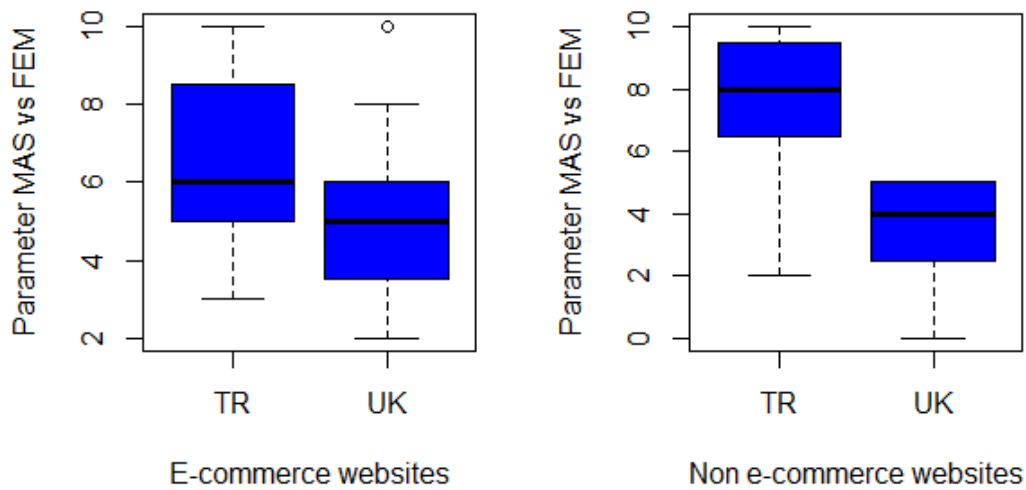 Parameter MAS vs FEM
10
8
6
4
2
TR UK
E-commerce websites
Parameter MAS vs FEM
10
8
6
4
2
0
TR UK
Non e-commerce websites